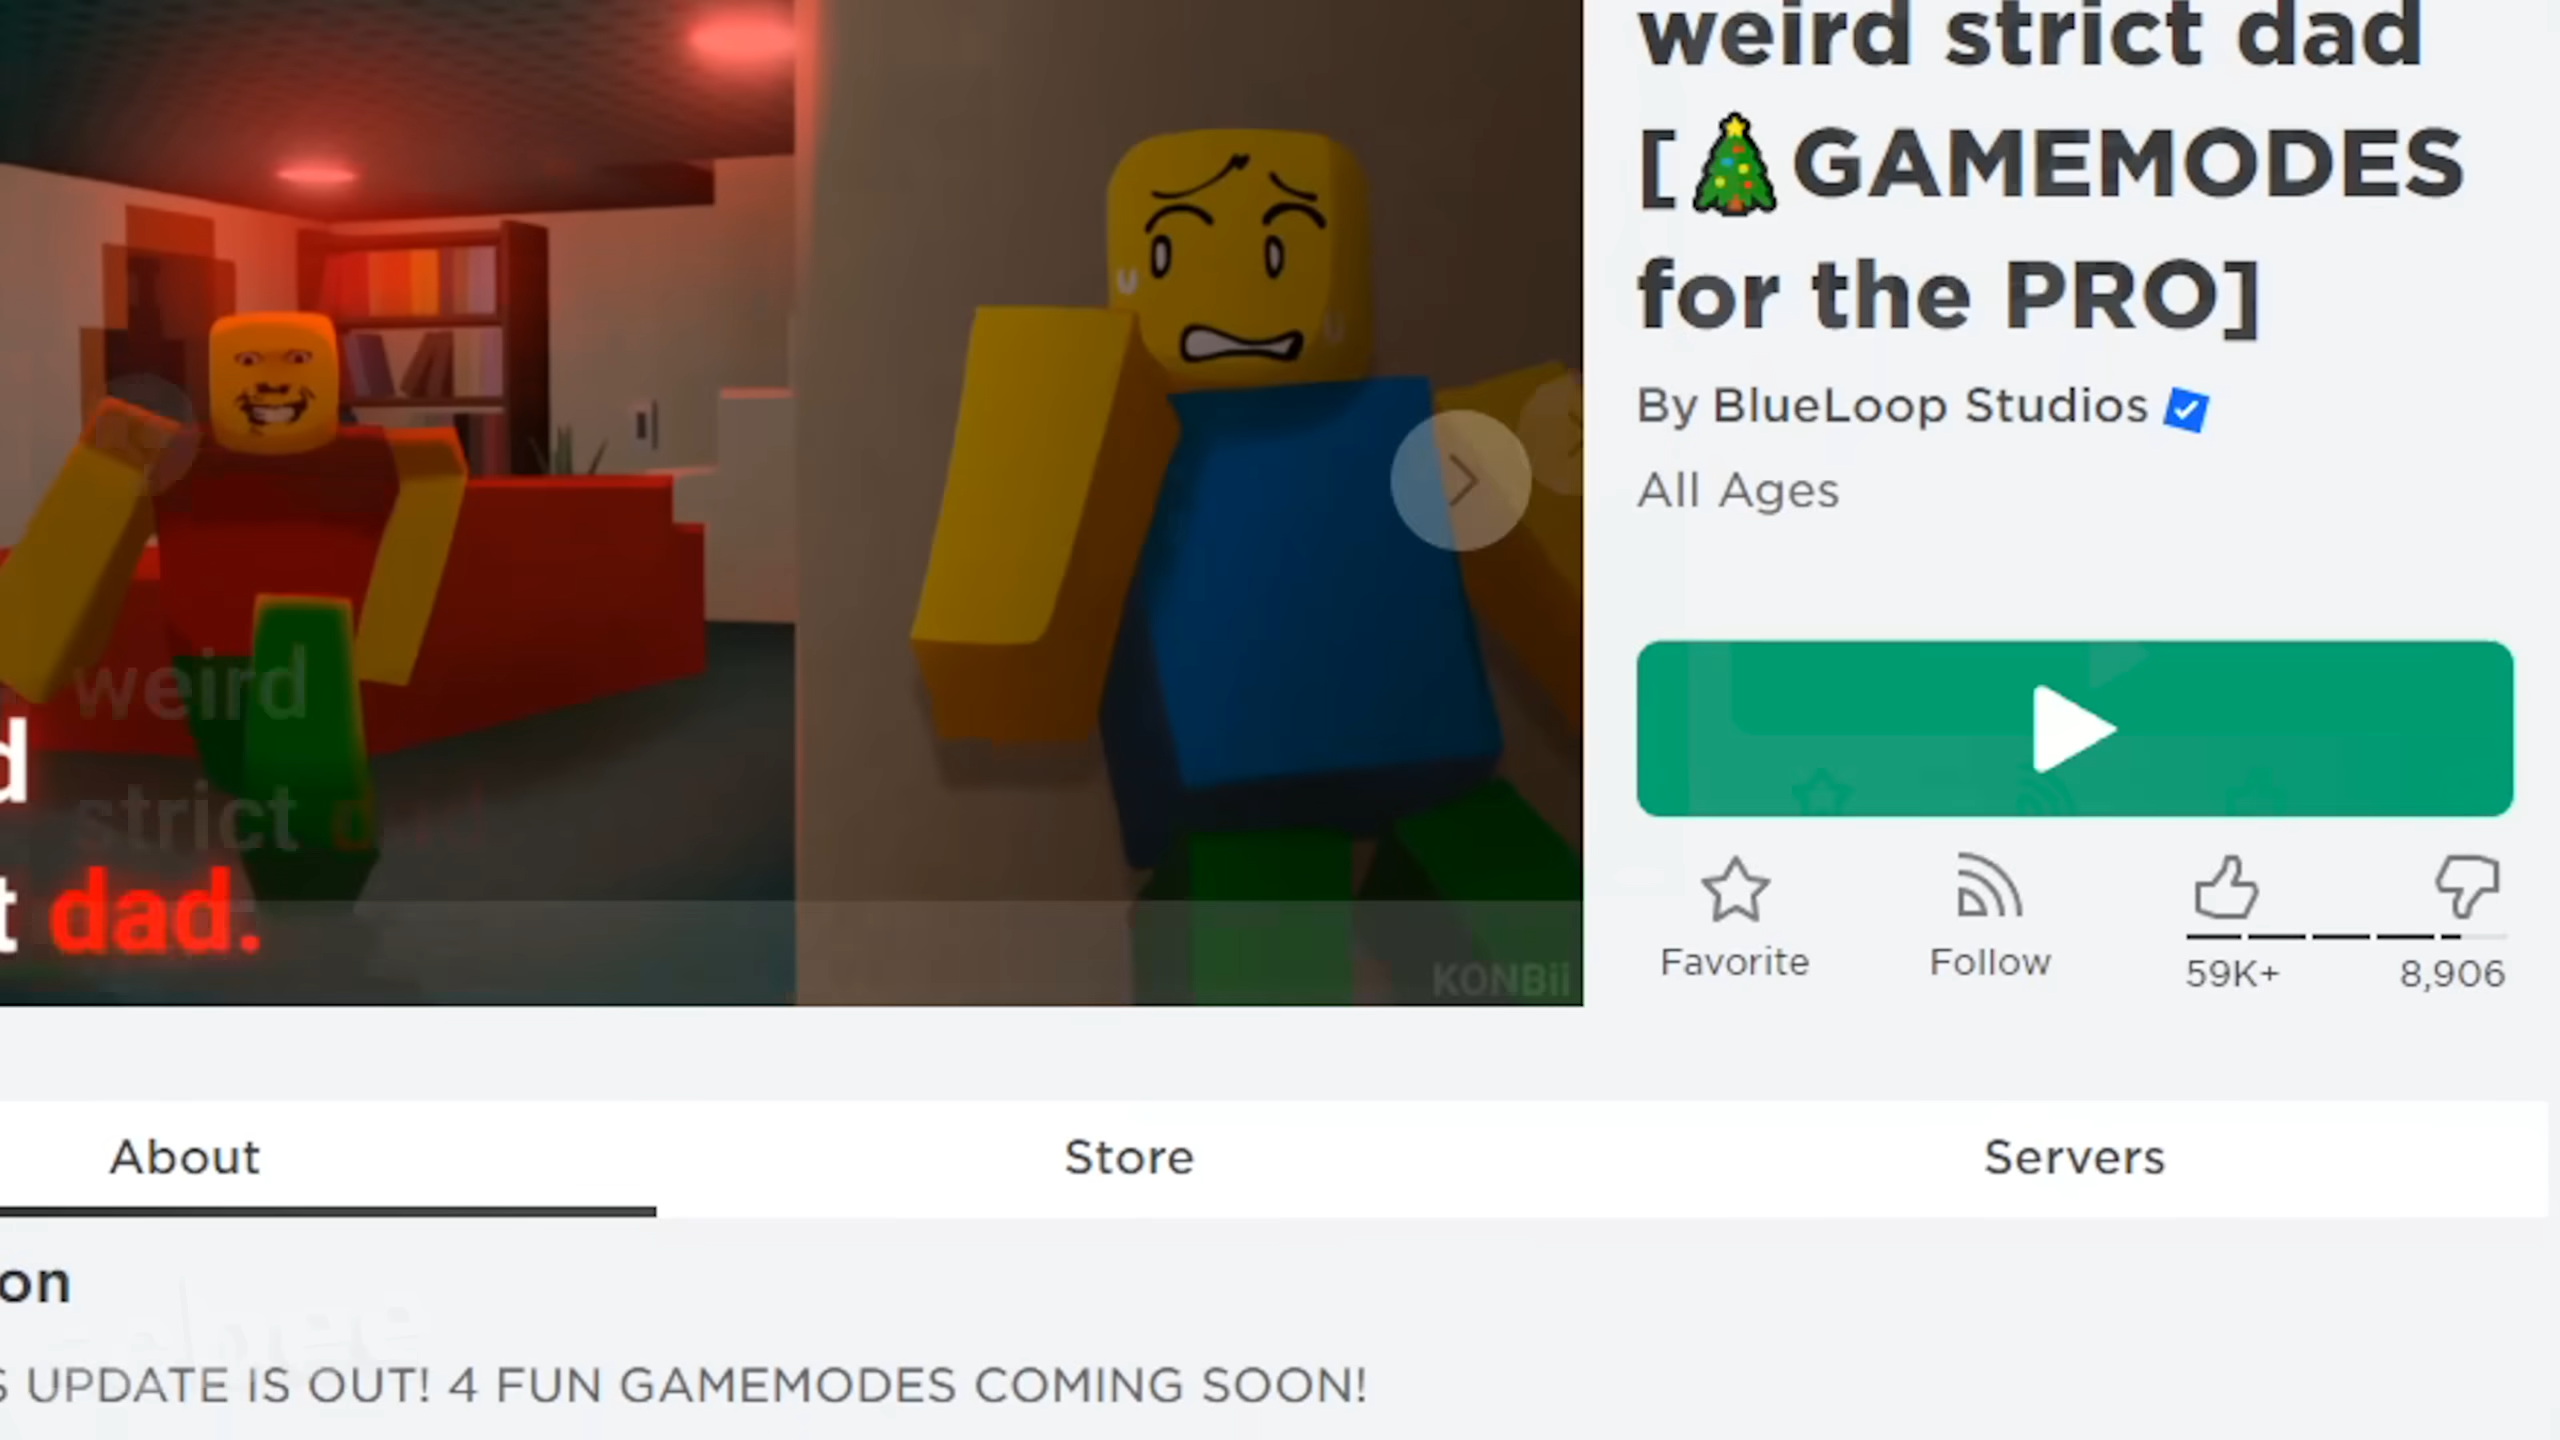 weird strict dad
[🎄GAMEMODES
for the PRO]
By BlueLoop Studios
All Ages
weird
d
strict dad.
t dad.
KONBii
Favorite
Follow
59K+
8,906
About
Store
Servers
on
S UPDATE IS OUT! 4 FUN GAMEMODES COMING SOON!